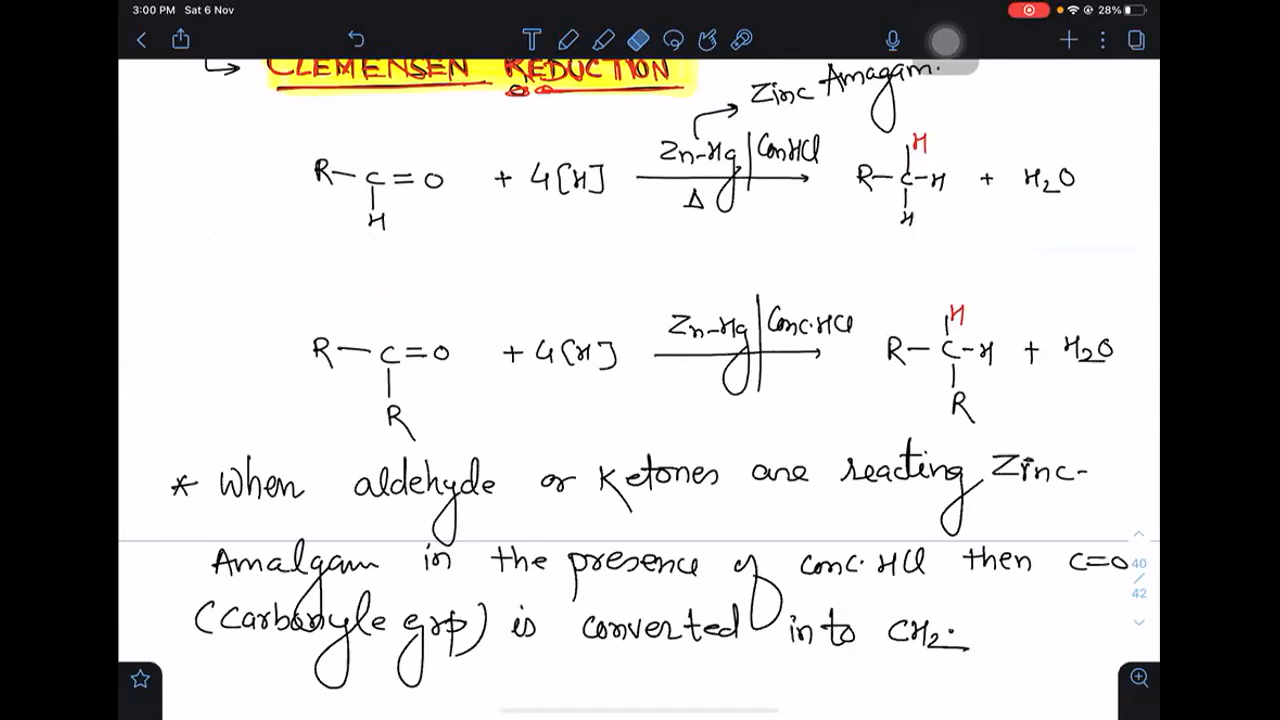 3:00 PM Sat 6 Nov
28%
CLEMENSEN REDUCTION
Zinc Amagam.
Zn-Hg | Con HCl
R-C=O + 4[H] → R-C-H + H2O
Δ
H
H
H
Zn-Hg | Conc.HCl
R-C=O + 4[H] → R-C-H + H2O
H
R
R
* When aldehyde or Ketones are reacting Zinc-
Amalgam in the presence of conc. HCl then C=O
(Carbonyle grp) is converted into CH2.
40
/
42